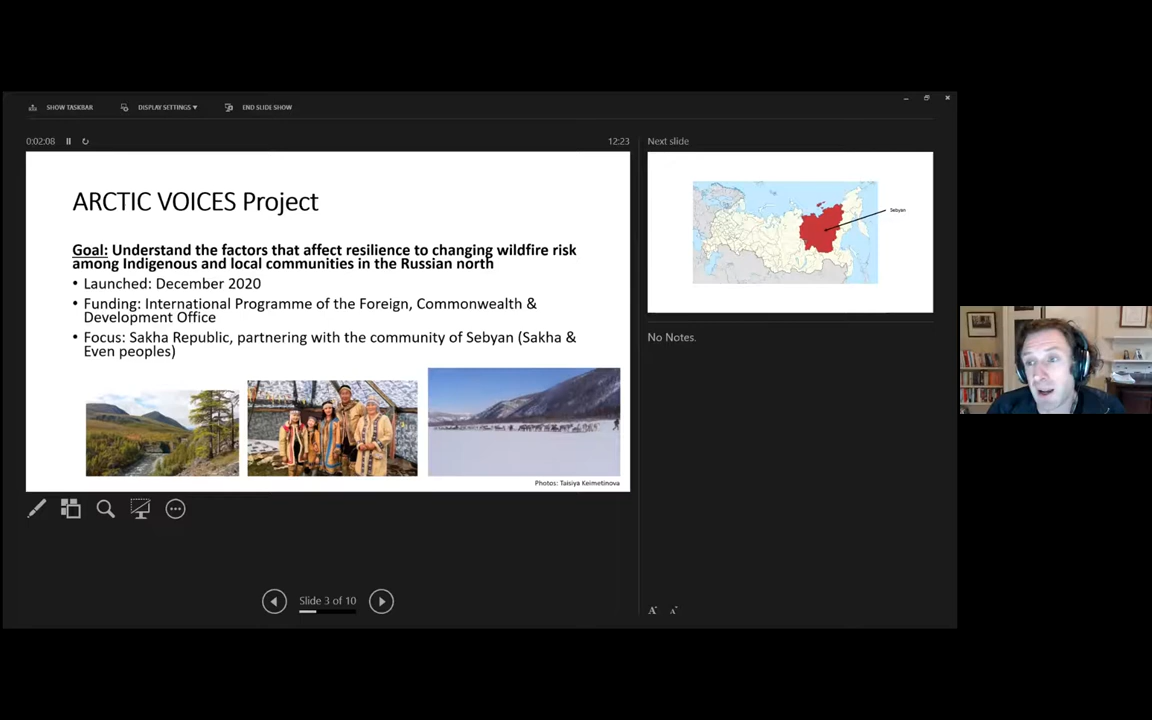 SHOW TASKBAR
DISPLAY SETTINGS ▾
END SLIDE SHOW
0:02:08
12:23
ARCTIC VOICES Project
Goal: Understand the factors that affect resilience to changing wildfire risk
among Indigenous and local communities in the Russian north
• Launched: December 2020
• Funding: International Programme of the Foreign, Commonwealth &
Development Office
• Focus: Sakha Republic, partnering with the community of Sebyan (Sakha &
Even peoples)
Photos: Taisiya Keimetinova
Slide 3 of 10
Next slide
Sebyan
No Notes.
A A